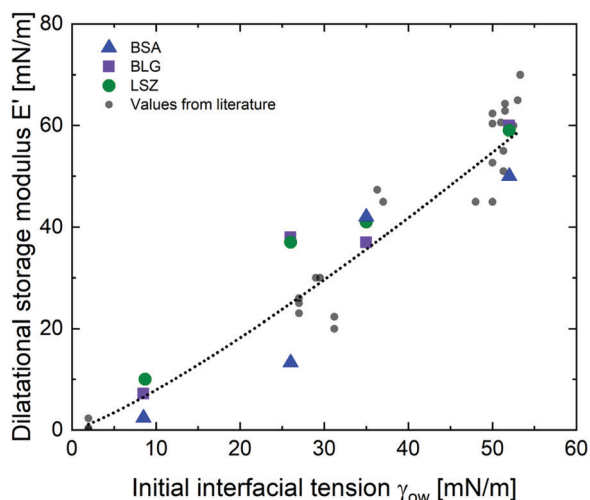 80
60
40
20
0
Dilatational storage modulus E' [mN/m]
BSA
BLG
LSZ
Values from literature
0 10 20 30 40 50 60
Initial interfacial tension γow [mN/m]